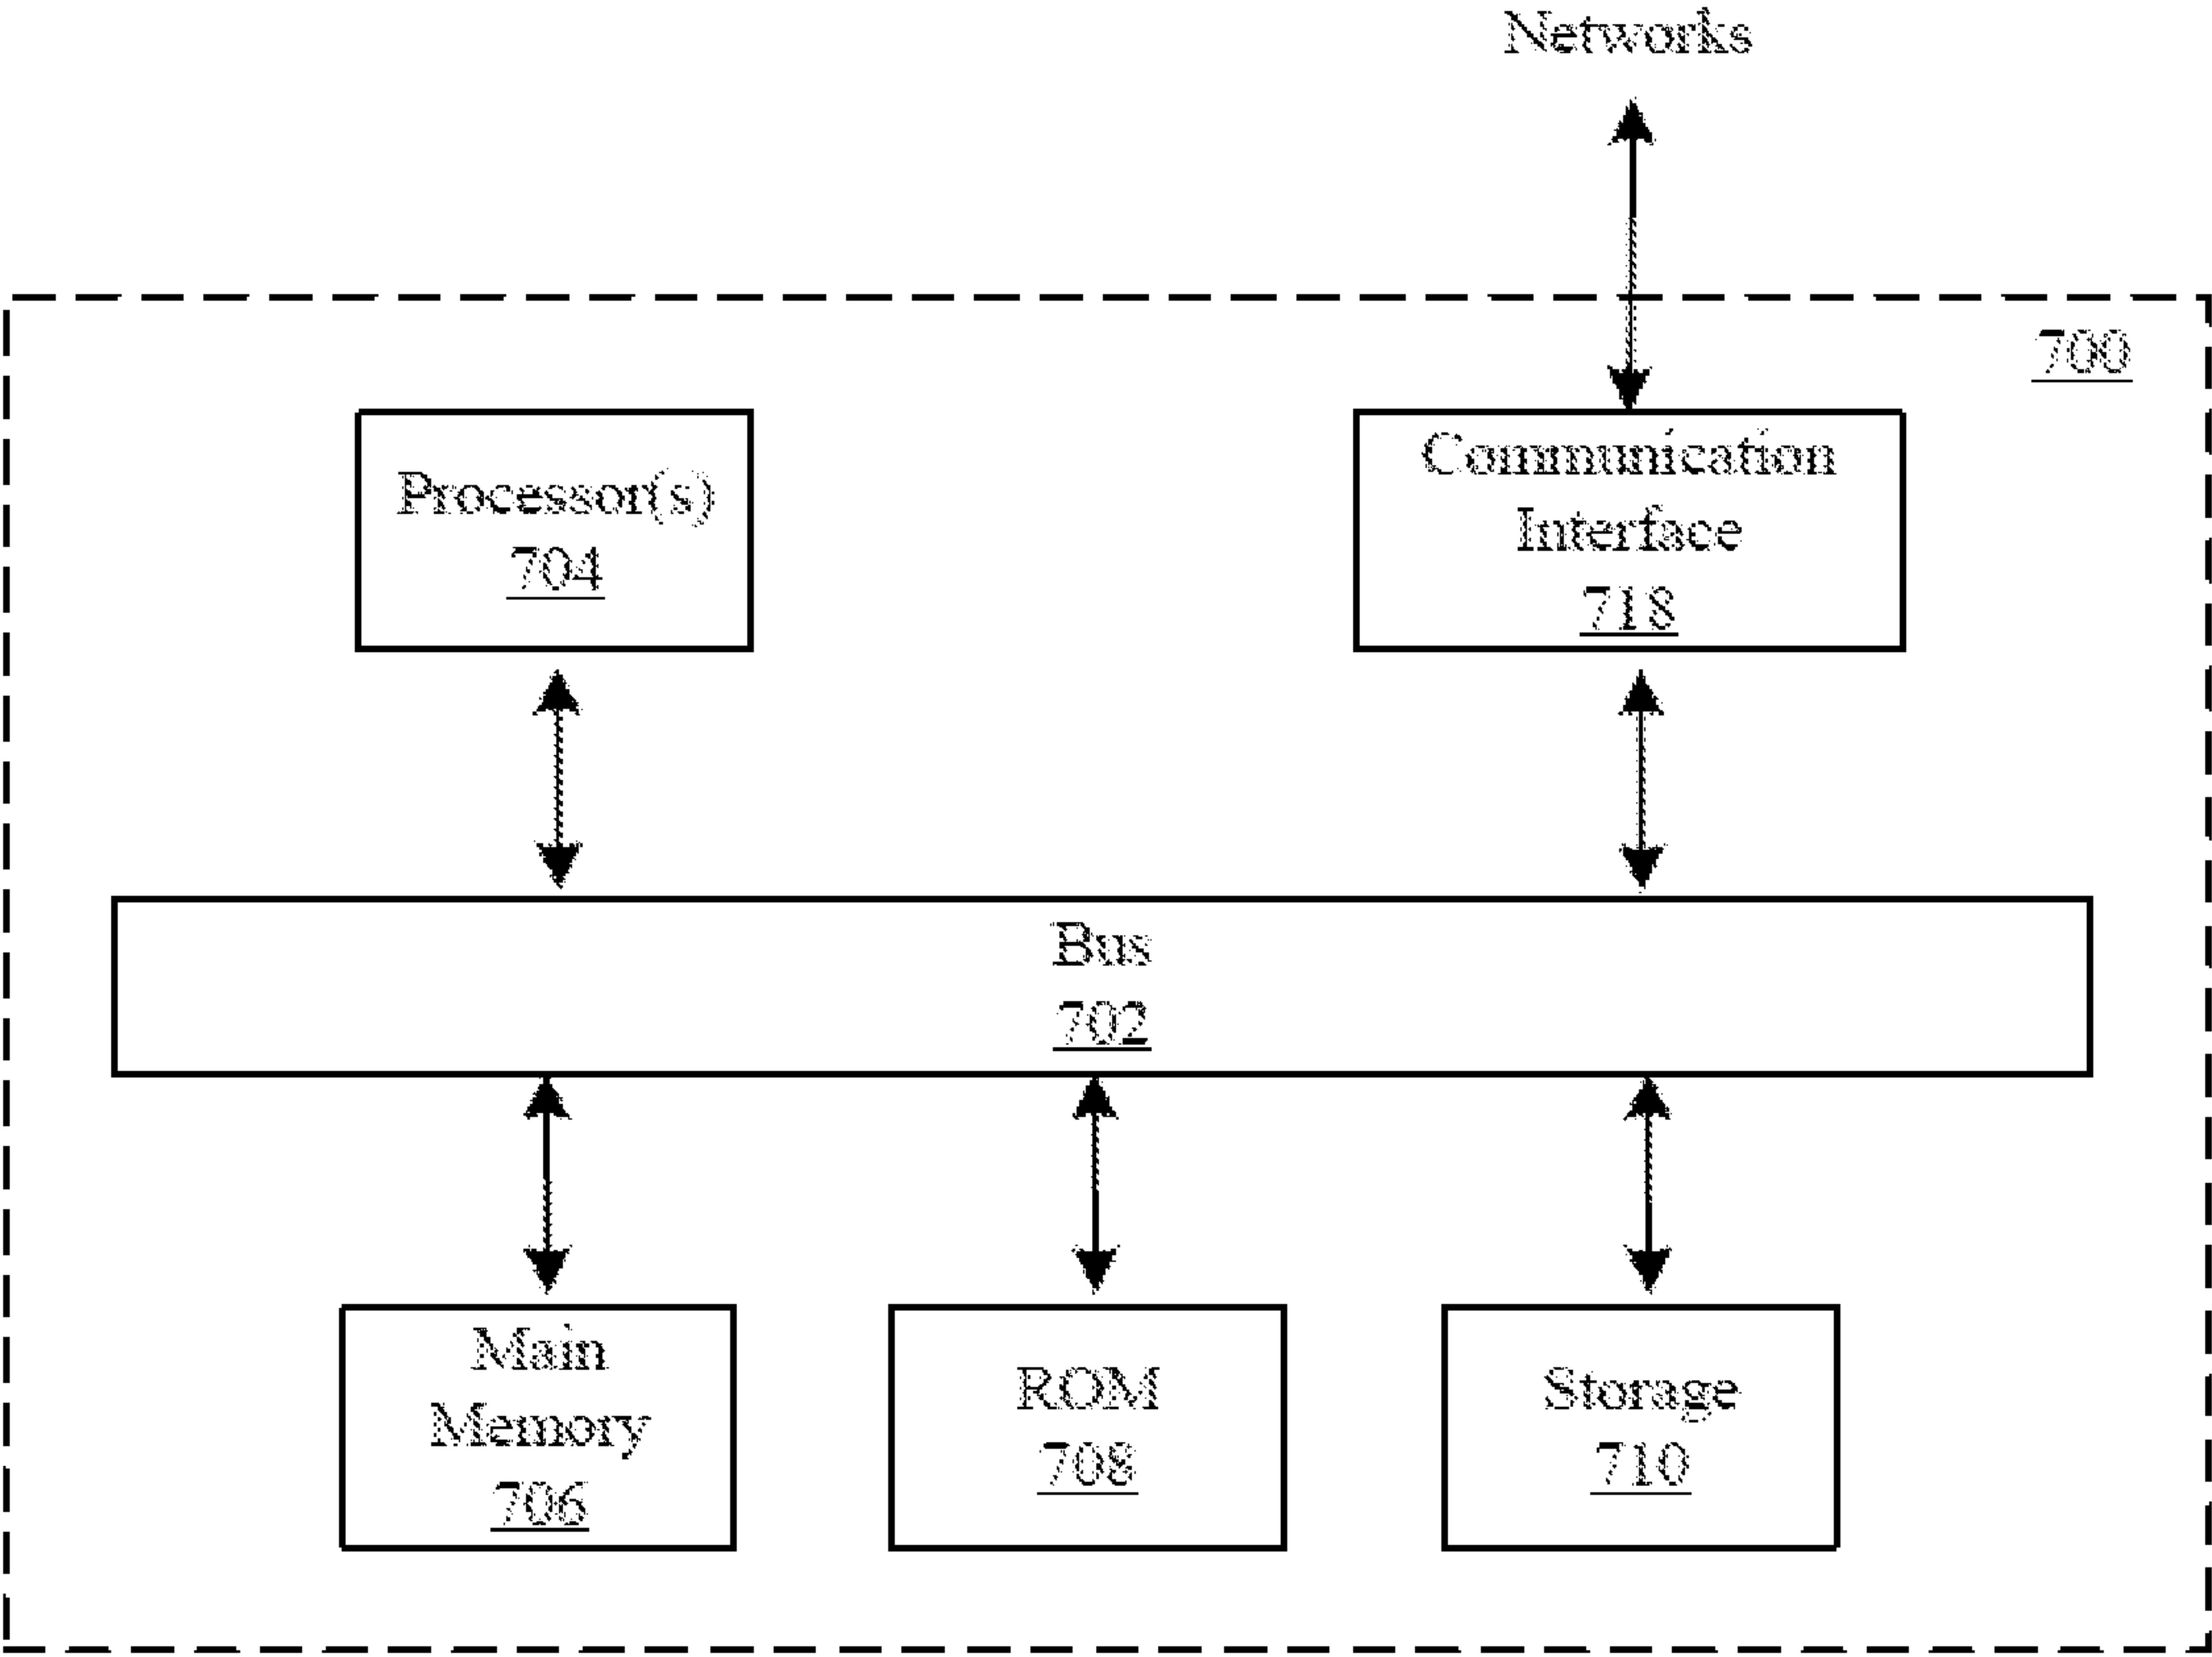 Networks
700
Processor(s)
704
Communication
Interface
718
Bus
702
Main
Memory
706
ROM
708
Storage
710